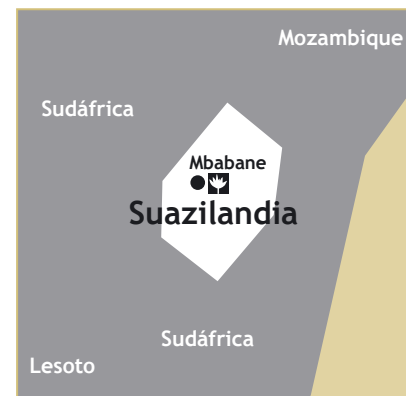 Mozambique
Sudáfrica
Mbabane
Suazilandia
Sudáfrica
Lesoto